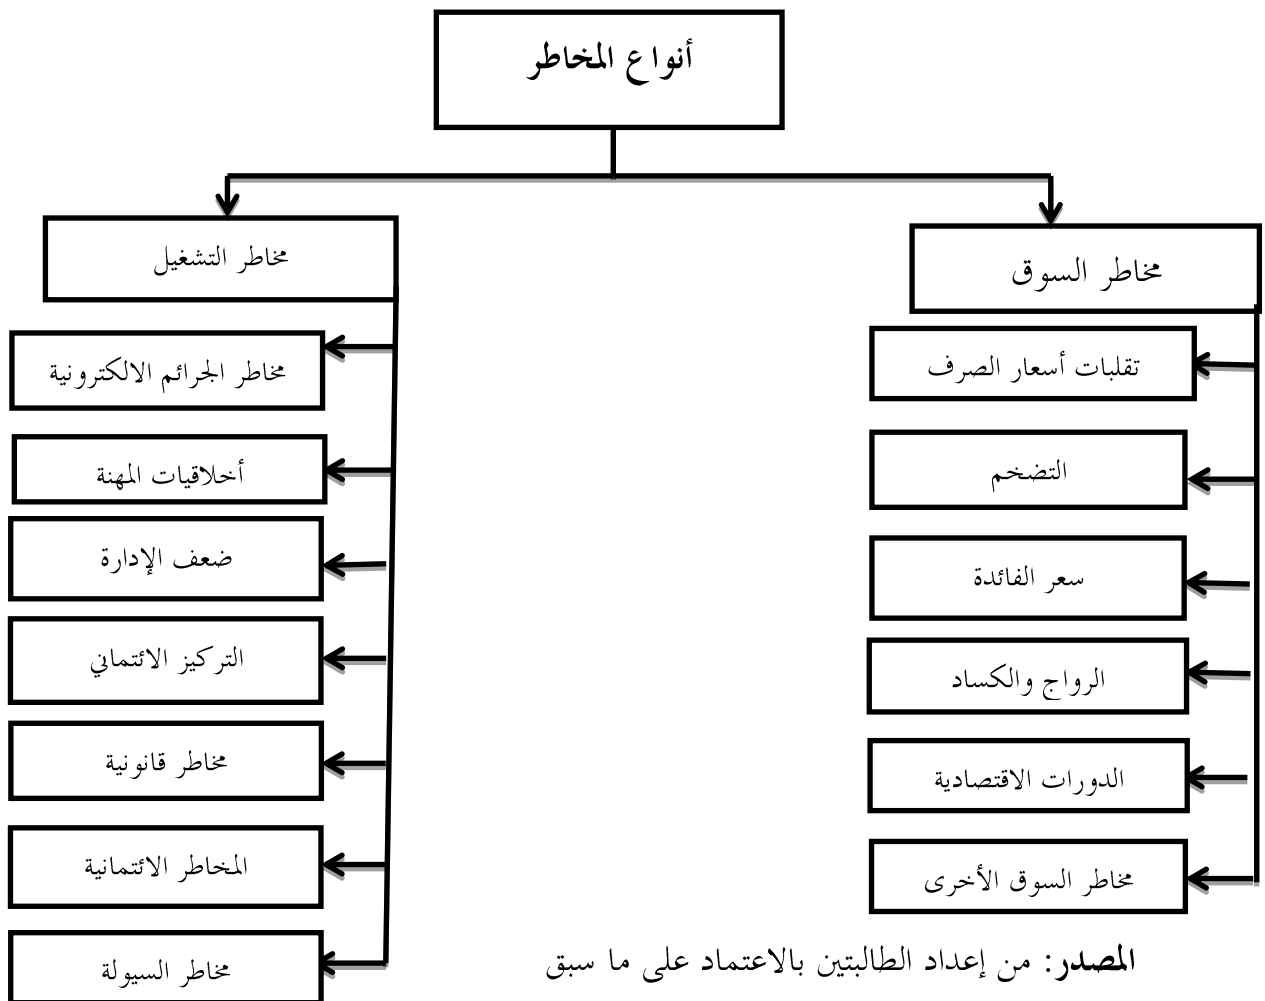 أنواع المخاطر
مخاطر السوق
تقلبات أسعار الصرف
التضخم
سعر الفائدة
الرواج والكساد
الدورات الاقتصادية
مخاطر السوق الأخرى
مخاطر التشغيل
مخاطر الجرائم الالكترونية
أخلاقيات المهنة
ضعف الإدارة
التركيز الائتماني
مخاطر قانونية
المخاطر الائتمانية
مخاطر السيولة
المصدر: من إعداد الطالبتين بالاعتماد على ما سبق